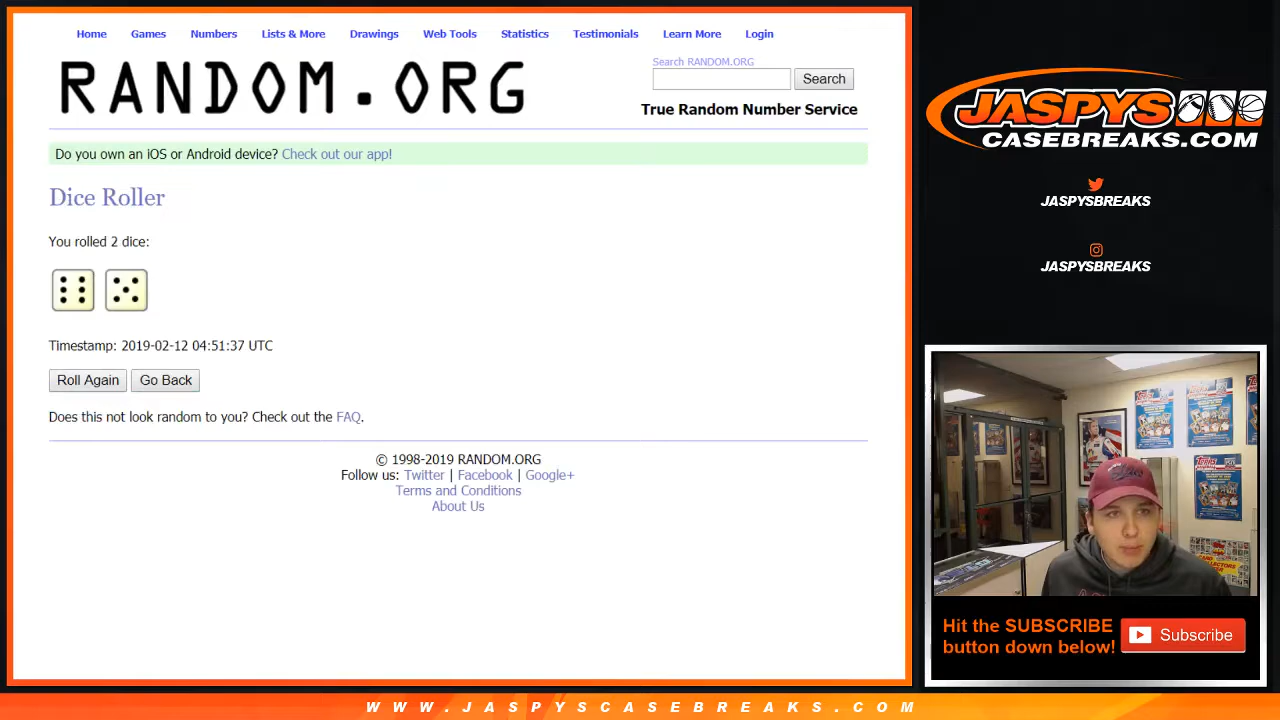 Home Games Numbers Lists & More Drawings Web Tools Statistics Testimonials Learn More Login
RANDOM.ORG
Search RANDOM.ORG
Search
True Random Number Service
Do you own an iOS or Android device? Check out our app!
Dice Roller
You rolled 2 dice:
Timestamp: 2019-02-12 04:51:37 UTC
Roll Again Go Back
Does this not look random to you? Check out the FAQ.
© 1998-2019 RANDOM.ORG
Follow us: Twitter | Facebook | Google+
Terms and Conditions
About Us
JASPYS
CASEBREAKS.COM
JASPYSBREAKS
JASPYSBREAKS
Hit the SUBSCRIBE
button down below!
Subscribe
WWW.JASPYSCASEBREAKS.COM